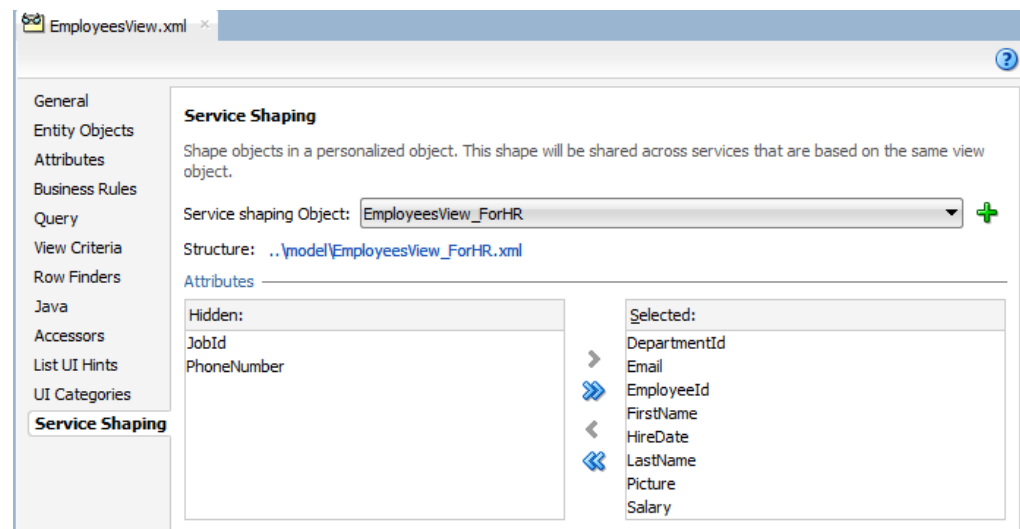 EmployeesView.xml
General
Entity Objects
Attributes
Business Rules
Query
View Criteria
Row Finders
Java
Accessors
List UI Hints
UI Categories
Service Shaping
Service Shaping
Shape objects in a personalized object. This shape will be shared across services that are based on the same view
object.
Service shaping Object: EmployeesView_ForHR
Structure: ..\model\EmployeesView_ForHR.xml
Attributes
Hidden:
JobId
PhoneNumber
Selected:
DepartmentId
Email
EmployeeId
FirstName
HireDate
LastName
Picture
Salary